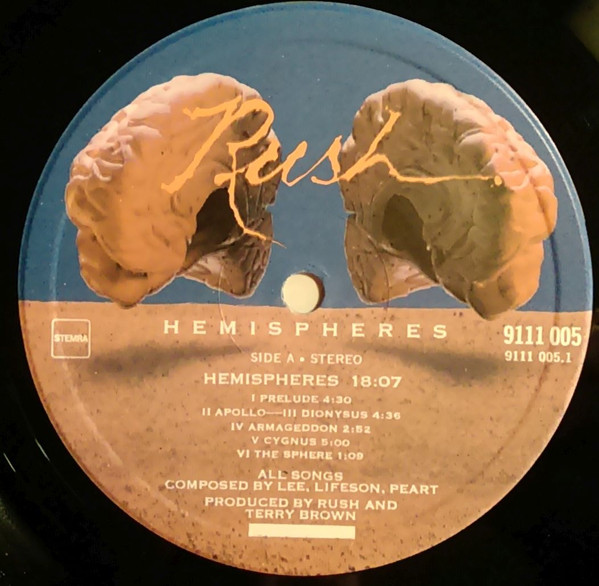 Rush
HEMISPHERES
STEMRA
9111 005
9111 005.1
SIDE A • STEREO
HEMISPHERES 18:07
I PRELUDE 4:30
II APOLLO—III DIONYSUS 4:36
IV ARMAGEDDON 2:52
V CYGNUS 5:00
VI THE SPHERE 1:09
ALL SONGS
COMPOSED BY LEE, LIFESON, PEART
PRODUCED BY RUSH AND
TERRY BROWN